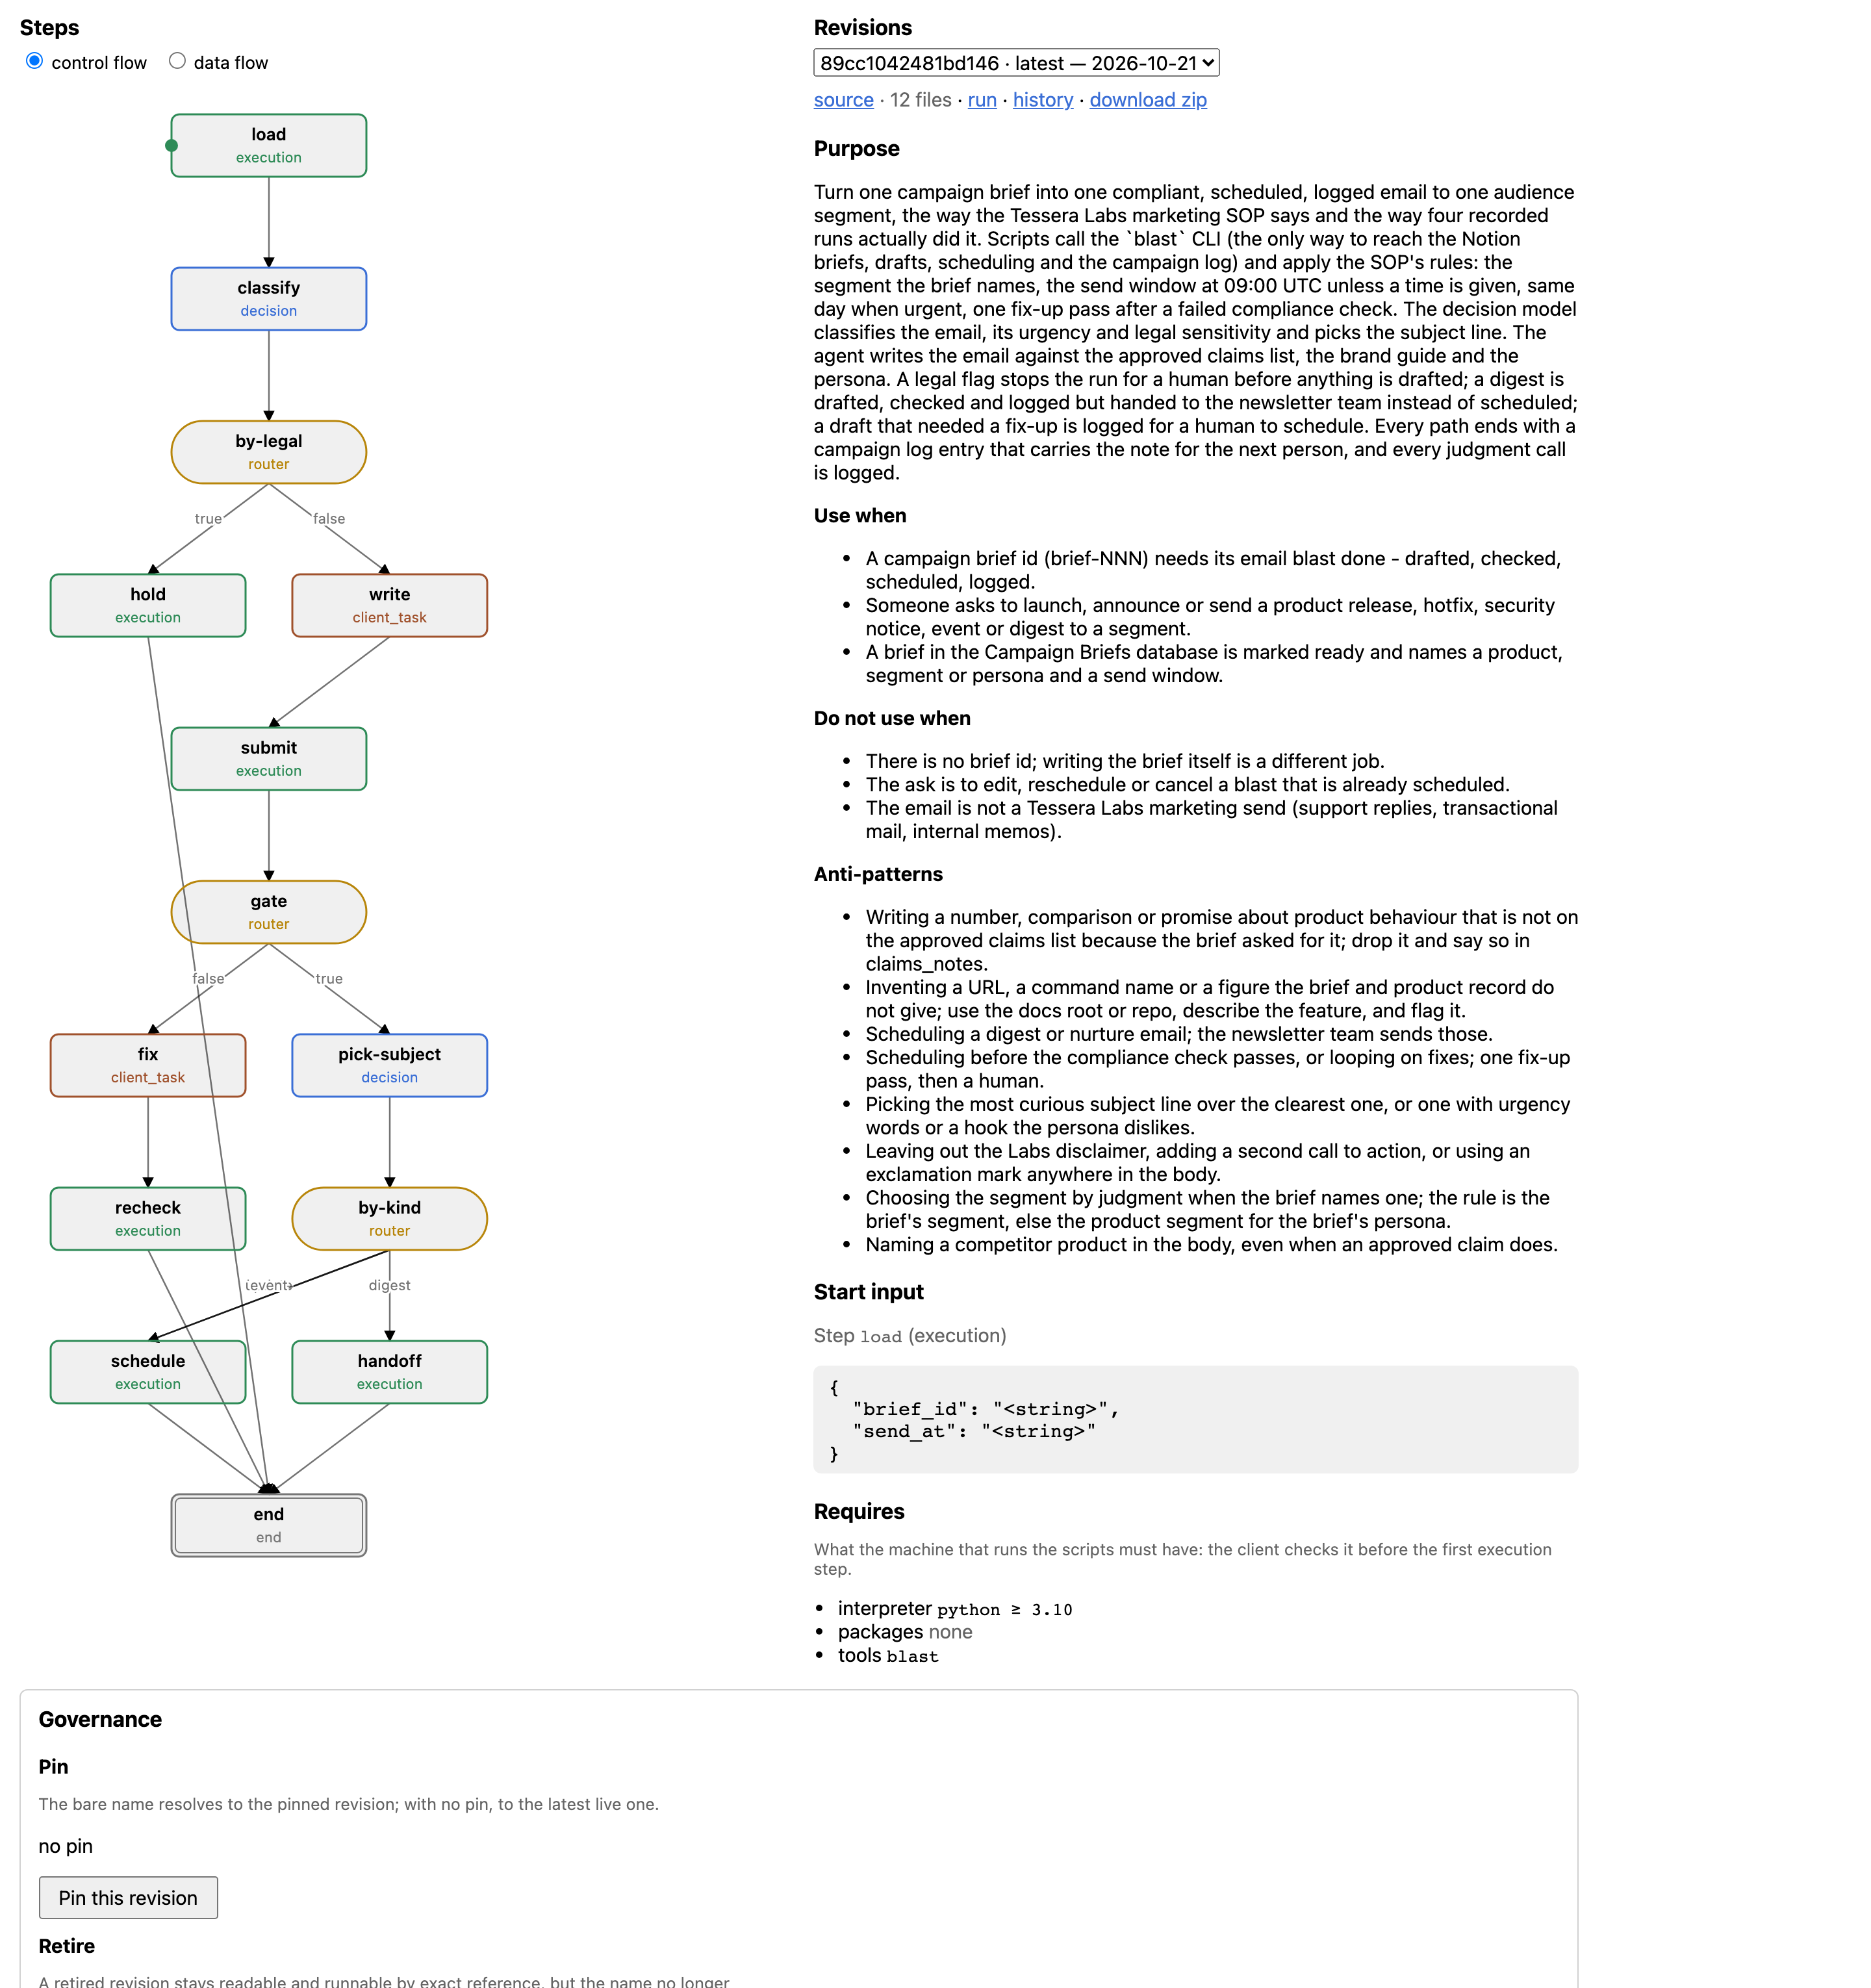 Steps
control flow
data flow
load
execution
classify
decision
by-legal
router
true
false
hold
execution
write
client_task
submit
execution
gate
router
false
true
fix
client_task
pick-subject
decision
recheck
execution
by-kind
router
digest
schedule
execution
handoff
execution
end
end
Revisions
89cc1042481bd146 · latest — 2026-10-21
source · 12 files · run · history · download zip
Purpose
Turn one campaign brief into one compliant, scheduled, logged email to one audience
segment, the way the Tessera Labs marketing SOP says and the way four recorded
runs actually did it. Scripts call the `blast` CLI (the only way to reach the Notion
briefs, drafts, scheduling and the campaign log) and apply the SOP's rules: the
segment the brief names, the send window at 09:00 UTC unless a time is given, same
day when urgent, one fix-up pass after a failed compliance check. The decision model
classifies the email, its urgency and legal sensitivity and picks the subject line. The
agent writes the email against the approved claims list, the brand guide and the
persona. A legal flag stops the run for a human before anything is drafted; a digest is
drafted, checked and logged but handed to the newsletter team instead of scheduled;
a draft that needed a fix-up is logged for a human to schedule. Every path ends with a
campaign log entry that carries the note for the next person, and every judgment call
is logged.
Use when
• A campaign brief id (brief-NNN) needs its email blast done - drafted, checked,
scheduled, logged.
• Someone asks to launch, announce or send a product release, hotfix, security
notice, event or digest to a segment.
• A brief in the Campaign Briefs database is marked ready and names a product,
segment or persona and a send window.
Do not use when
• There is no brief id; writing the brief itself is a different job.
• The ask is to edit, reschedule or cancel a blast that is already scheduled.
• The email is not a Tessera Labs marketing send (support replies, transactional
mail, internal memos).
Anti-patterns
• Writing a number, comparison or promise about product behaviour that is not on
the approved claims list because the brief asked for it; drop it and say so in
claims_notes.
• Inventing a URL, a command name or a figure the brief and product record do
not give; use the docs root or repo, describe the feature, and flag it.
• Scheduling a digest or nurture email; the newsletter team sends those.
• Scheduling before the compliance check passes, or looping on fixes; one fix-up
pass, then a human.
• Picking the most curious subject line over the clearest one, or one with urgency
words or a hook the persona dislikes.
• Leaving out the Labs disclaimer, adding a second call to action, or using an
exclamation mark anywhere in the body.
• Choosing the segment by judgment when the brief names one; the rule is the
brief's segment, else the product segment for the brief's persona.
• Naming a competitor product in the body, even when an approved claim does.
Start input
Step load (execution)
{
"brief_id": "<string>",
"send_at": "<string>"
}
Requires
What the machine that runs the scripts must have: the client checks it before the first execution
step.
• interpreter python ≥ 3.10
• packages none
• tools blast
Governance
Pin
The bare name resolves to the pinned revision; with no pin, to the latest live one.
no pin
Pin this revision
Retire
A retired revision stays readable and runnable by exact reference, but the name no longer